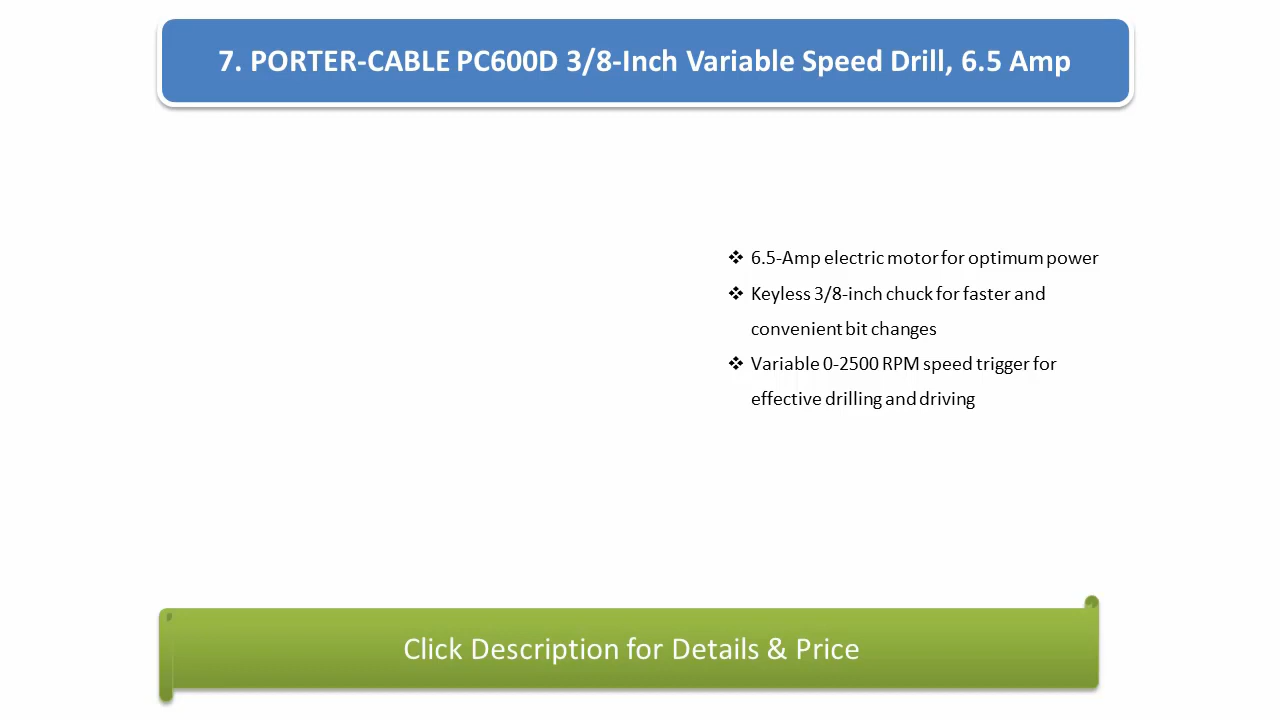 7. PORTER-CABLE PC600D 3/8-Inch Variable Speed Drill, 6.5 Amp
❖ 6.5-Amp electric motor for optimum power
❖ Keyless 3/8-inch chuck for faster and
convenient bit changes
❖ Variable 0-2500 RPM speed trigger for
effective drilling and driving
Click Description for Details & Price